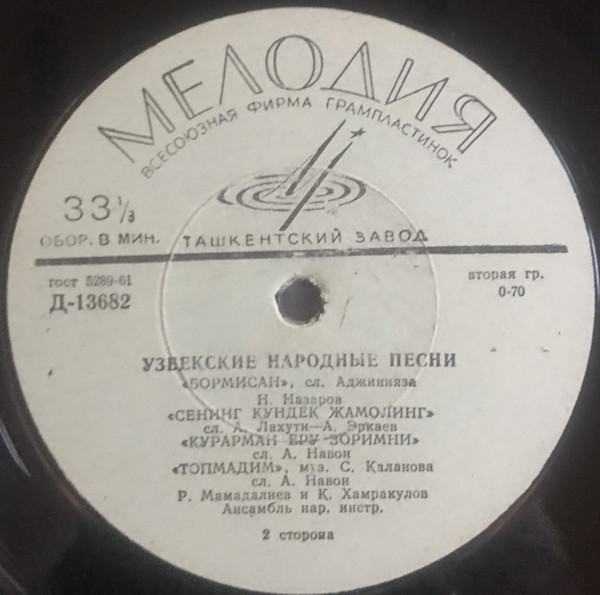 МЕЛОДИЯ
ВСЕСОЮЗНАЯ ФИРМА ГРАМПЛАСТИНОК
33⅓
ОБОР. В МИН.
ТАШКЕНТСКИЙ ЗАВОД
гост 5289-61
Д-13682
вторая гр.
0-70
УЗБЕКСКИЕ НАРОДНЫЕ ПЕСНИ
«БОРМИСАН», сл. Аджинияза
Н. Назаров
«СЕНИНГ КУНДЕК ЖАМОЛИНГ»
сл. А. Лахути—А. Эркаев
«КУРАРМАН ЕРУ ЗОРИМНИ»
сл. А. Навои
«ТОПМАДИМ», муз. С. Каланова
сл. А. Навои
Р. Мамадалиев и К. Хамракулов
Ансамбль нар. инстр.
2 сторона